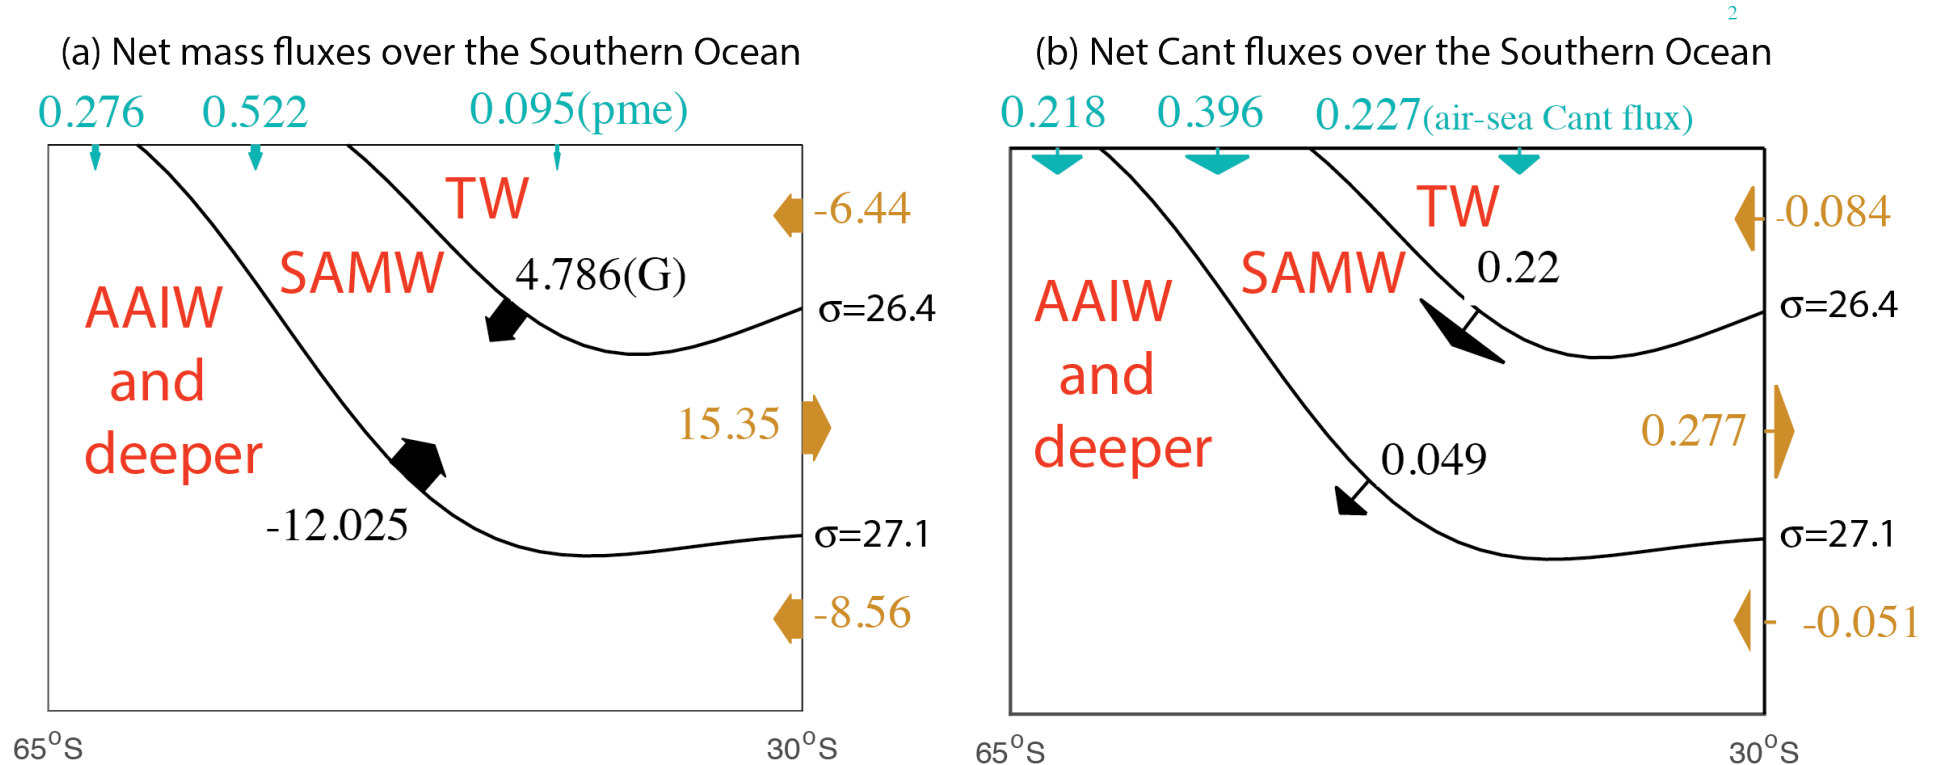 2
(a) Net mass fluxes over the Southern Ocean
0.276 0.522 0.095(pme)
TW
-6.44
SAMW
4.786(G)
AAIW
and
deeper
σ=26.4
15.35
-12.025
σ=27.1
-8.56
65°S 30°S
(b) Net Cant fluxes over the Southern Ocean
0.218 0.396 0.227(air-sea Cant flux)
TW
-0.084
SAMW
0.22
AAIW
and
deeper
σ=26.4
0.277
0.049
σ=27.1
-0.051
65°S 30°S